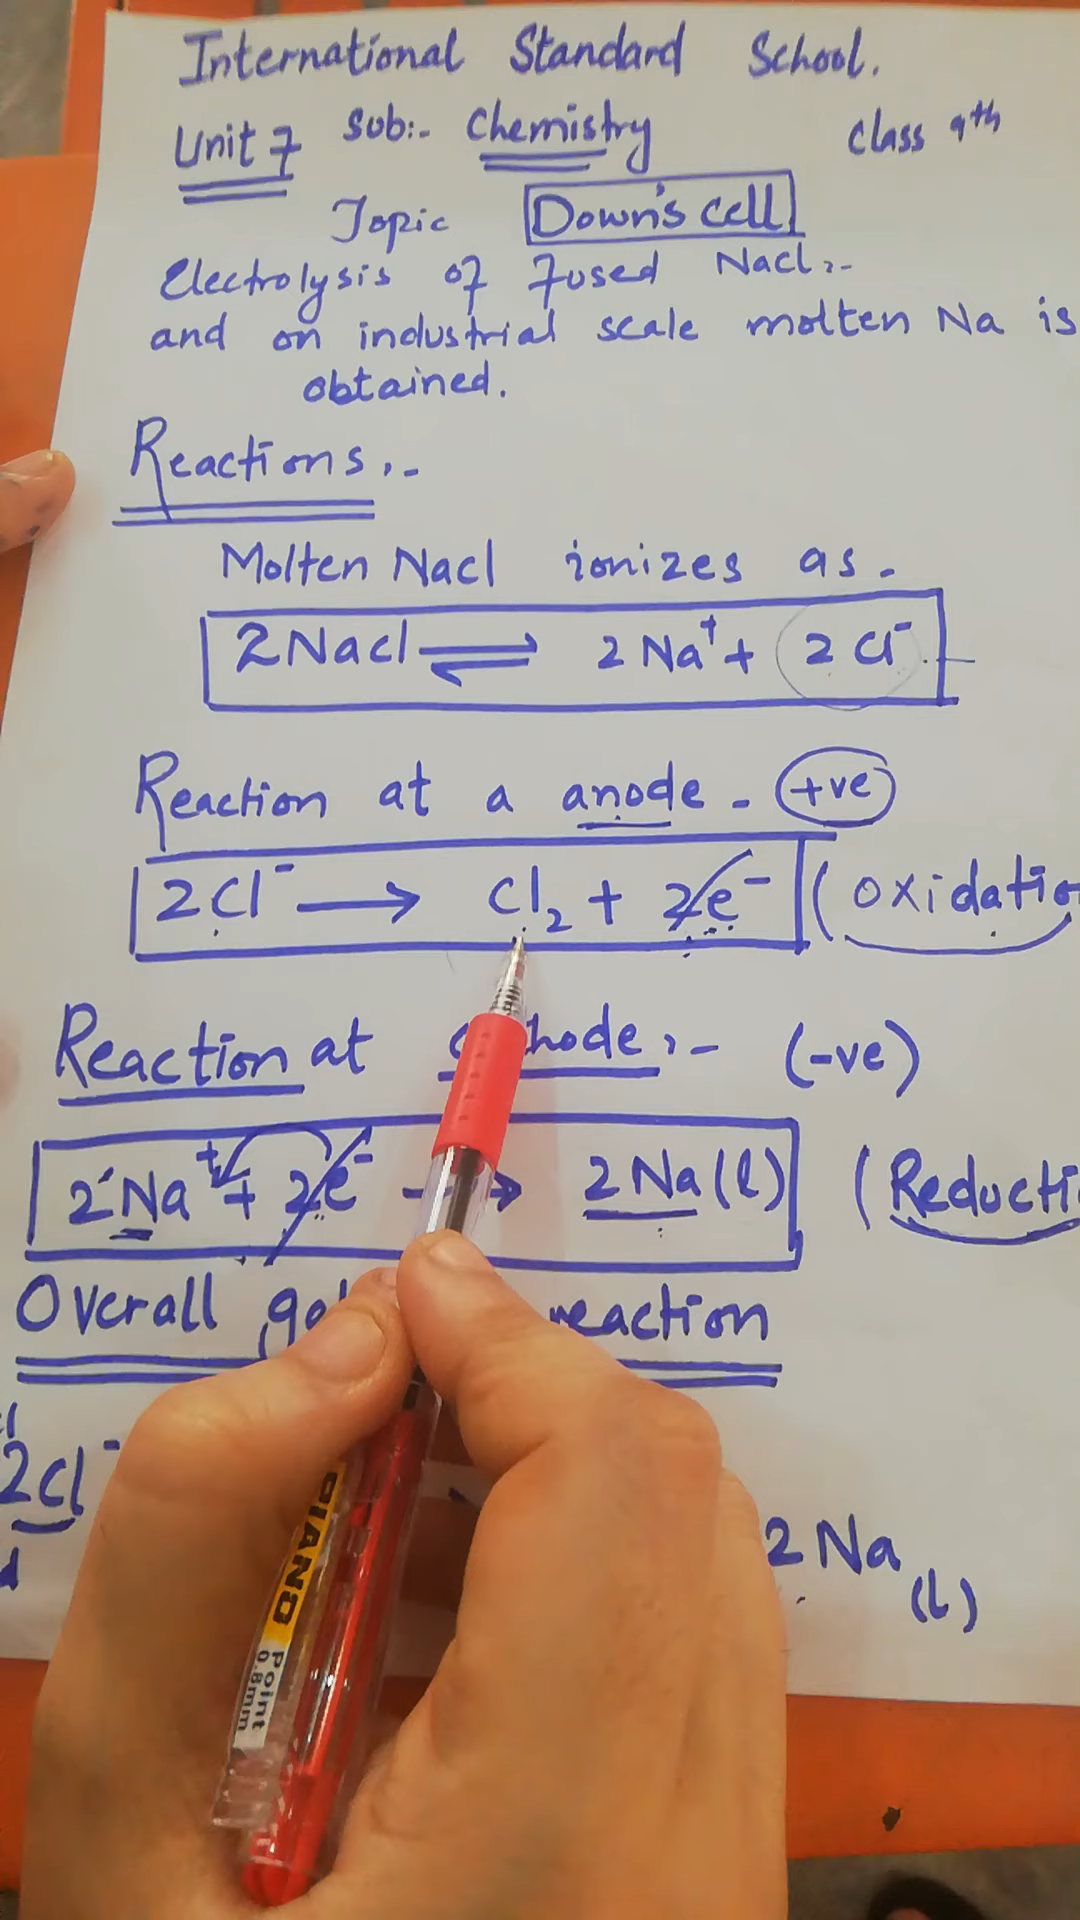 International Standard School.
Unit 7 Sub:- Chemistry Class 9th
Topic Down's cell
Electrolysis of fused Nacl:-
and on industrial scale molten Na is
obtained.
Reactions:-
Molten Nacl ionizes as.
2Nacl ⇌ 2Na⁺ + 2Cl⁻
Reaction at a anode - +ve
2Cl⁻ → Cl₂ + 2e⁻ (Oxidatio
Reaction at hode:- (-ve)
2Na⁺ + 2e⁻ → 2Na(l) (Reducti
Overall reaction
2Cl⁻
2Na (l)
PIANO
Point
0.8mm